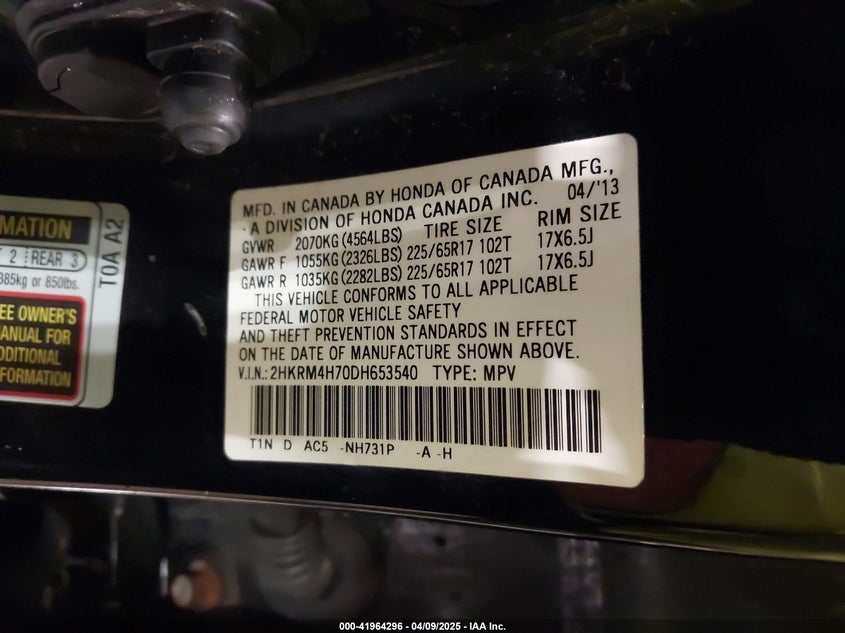 MATION
2 REAR 3
385kg or 850lbs.
EE OWNER'S
MANUAL FOR
DDITIONAL
FORMATION
T0A A2
MFD. IN CANADA BY HONDA OF CANADA MFG.,
A DIVISION OF HONDA CANADA INC. 04/'13
GVWR 2070KG (4564LBS) TIRE SIZE RIM SIZE
GAWR F 1055KG (2326LBS) 225/65R17 102T 17X6.5J
GAWR R 1035KG (2282LBS) 225/65R17 102T 17X6.5J
THIS VEHICLE CONFORMS TO ALL APPLICABLE
FEDERAL MOTOR VEHICLE SAFETY
AND THEFT PREVENTION STANDARDS IN EFFECT
ON THE DATE OF MANUFACTURE SHOWN ABOVE.
V.I.N.: 2HKRM4H70DH653540 TYPE: MPV
T1N D AC5 -NH731P -A -H
000-41964296 - 04/09/2025 - IAA Inc.